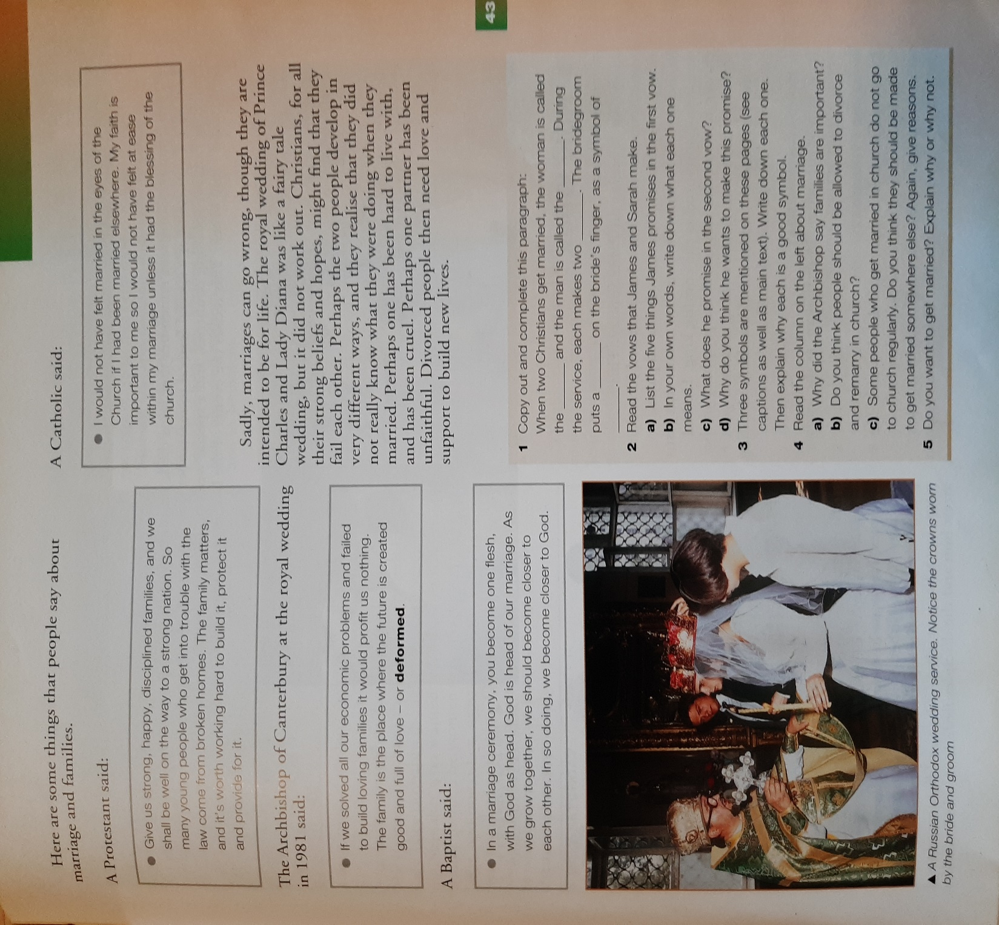 Here are some things that people say about
marriage and families.
A Protestant said:
● Give us strong, happy, disciplined families, and we
shall be well on the way to a strong nation. So
many young people who get into trouble with the
law come from broken homes. The family matters,
and it's worth working hard to build it, protect it
and provide for it.
The Archbishop of Canterbury at the royal wedding
in 1981 said:
● If we solved all our economic problems and failed
to build loving families it would profit us nothing.
The family is the place where the future is created
good and full of love – or deformed.
A Baptist said:
● In a marriage ceremony, you become one flesh,
with God as head. God is head of our marriage. As
we grow together, we should become closer to
each other. In so doing, we become closer to God.
▲ A Russian Orthodox wedding service. Notice the crowns worn
by the bride and groom
A Catholic said:
● I would not have felt married in the eyes of the
Church if I had been married elsewhere. My faith is
important to me so I would not have felt at ease
within my marriage unless it had the blessing of the
church.
Sadly, marriages can go wrong, though they are
intended to be for life. The royal wedding of Prince
Charles and Lady Diana was like a fairy tale
wedding, but it did not work out. Christians, for all
their strong beliefs and hopes, might find that they
fail each other. Perhaps the two people develop in
very different ways, and they realise that they did
not really know what they were doing when they
married. Perhaps one has been hard to live with,
and has been cruel. Perhaps one partner has been
unfaithful. Divorced people then need love and
support to build new lives.
1 Copy out and complete this paragraph:
When two Christians get married, the woman is called
the ______ and the man is called the ______. During
the service, each makes two ______. The bridegroom
puts a ______ on the bride's finger, as a symbol of
______.
2 Read the vows that James and Sarah make.
a) List the five things James promises in the first vow.
b) In your own words, write down what each one
means.
c) What does he promise in the second vow?
d) Why do you think he wants to make this promise?
3 Three symbols are mentioned on these pages (see
captions as well as main text). Write down each one.
Then explain why each is a good symbol.
4 Read the column on the left about marriage.
a) Why did the Archbishop say families are important?
b) Do you think people should be allowed to divorce
and remarry in church?
c) Some people who get married in church do not go
to church regularly. Do you think they should be made
to get married somewhere else? Again, give reasons.
5 Do you want to get married? Explain why or why not.
43